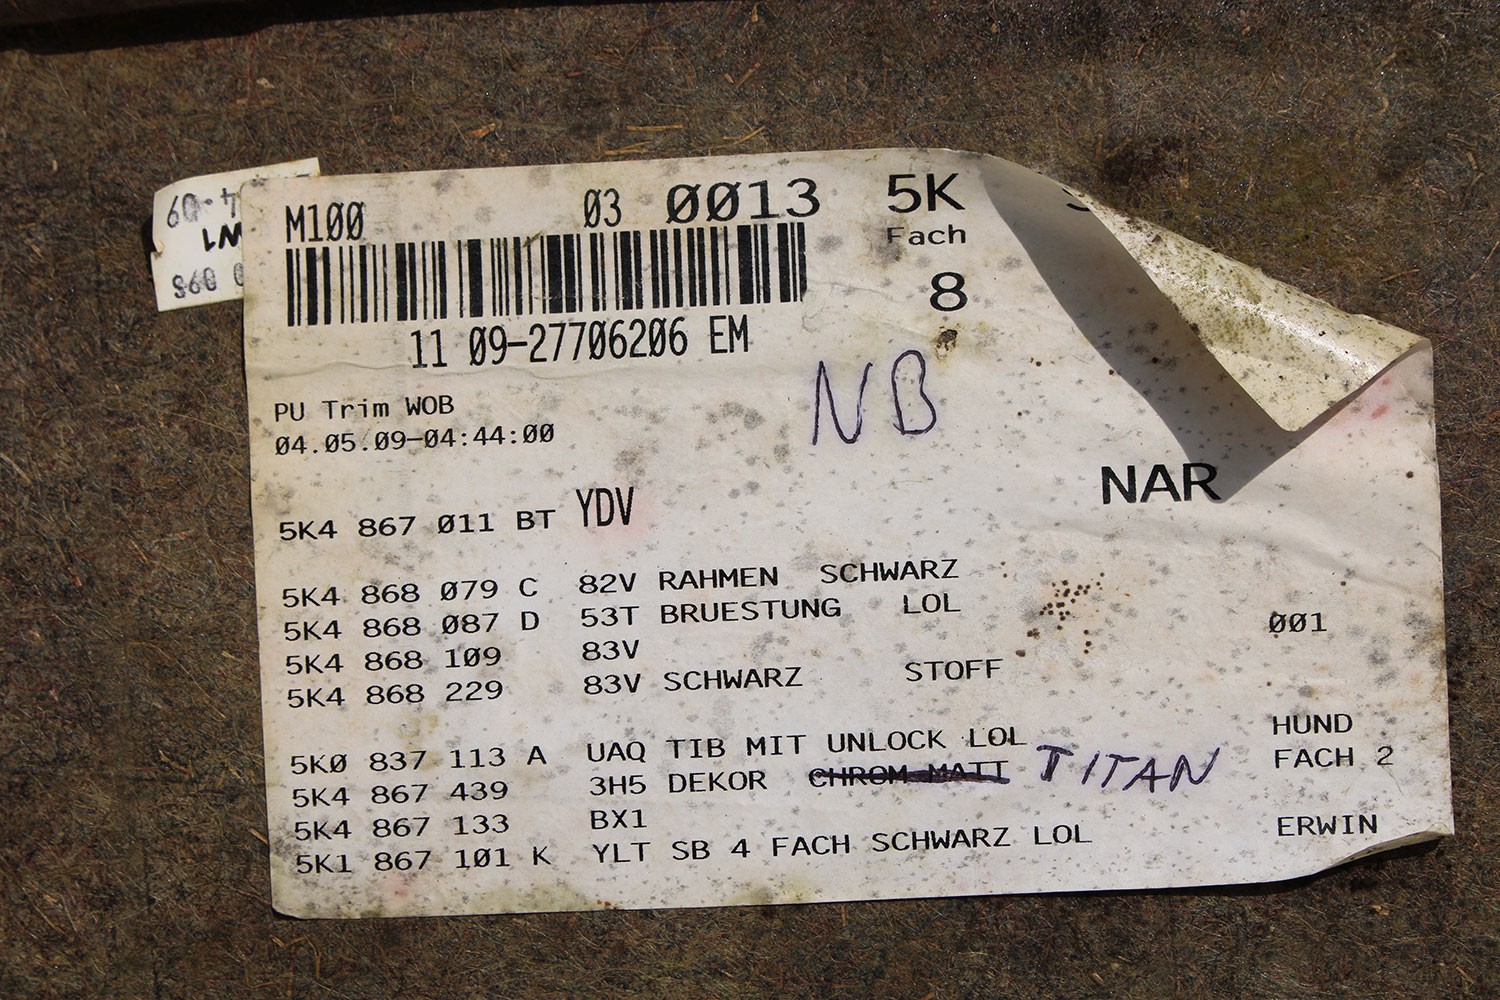 M100 03 0013 5K
Fach
8
11 09-27706206 EM
NB
PU Trim WOB
04.05.09-04:44:00
NAR
5K4 867 011 BT YDV
5K4 868 079 C 82V RAHMEN SCHWARZ
5K4 868 087 D 53T BRUESTUNG LOL
001
5K4 868 109 83V
5K4 868 229 83V SCHWARZ STOFF
HUND
5K0 837 113 A UAQ TIB MIT UNLOCK LOL
FACH 2
5K4 867 439 3H5 DEKOR CHROM MATT TITAN
5K4 867 133 BX1
ERWIN
5K1 867 101 K YLT SB 4 FACH SCHWARZ LOL